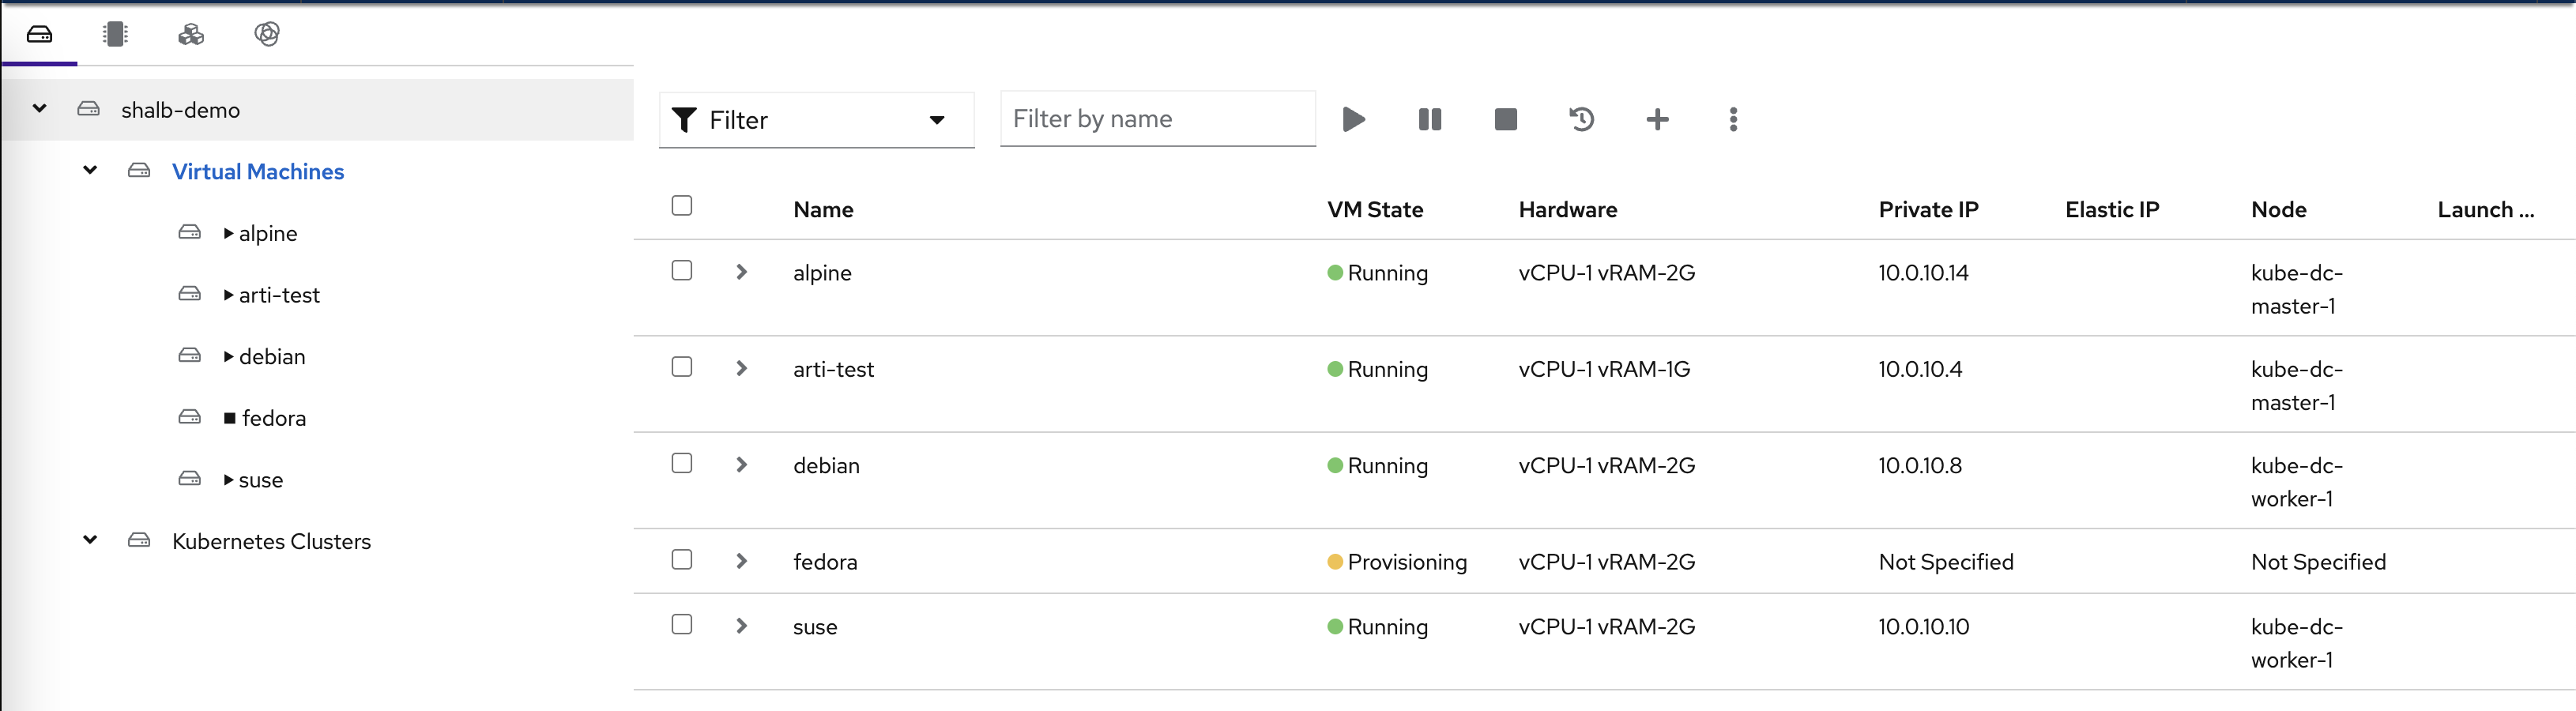 shalb-demo
Virtual Machines
alpine
arti-test
debian
fedora
suse
Kubernetes Clusters
Filter
Filter by name
Name VM State Hardware Private IP Elastic IP Node Launch ...
alpine Running vCPU-1 vRAM-2G 10.0.10.14 kube-dc-
master-1
arti-test Running vCPU-1 vRAM-1G 10.0.10.4 kube-dc-
master-1
debian Running vCPU-1 vRAM-2G 10.0.10.8 kube-dc-
worker-1
fedora Provisioning vCPU-1 vRAM-2G Not Specified Not Specified
suse Running vCPU-1 vRAM-2G 10.0.10.10 kube-dc-
worker-1